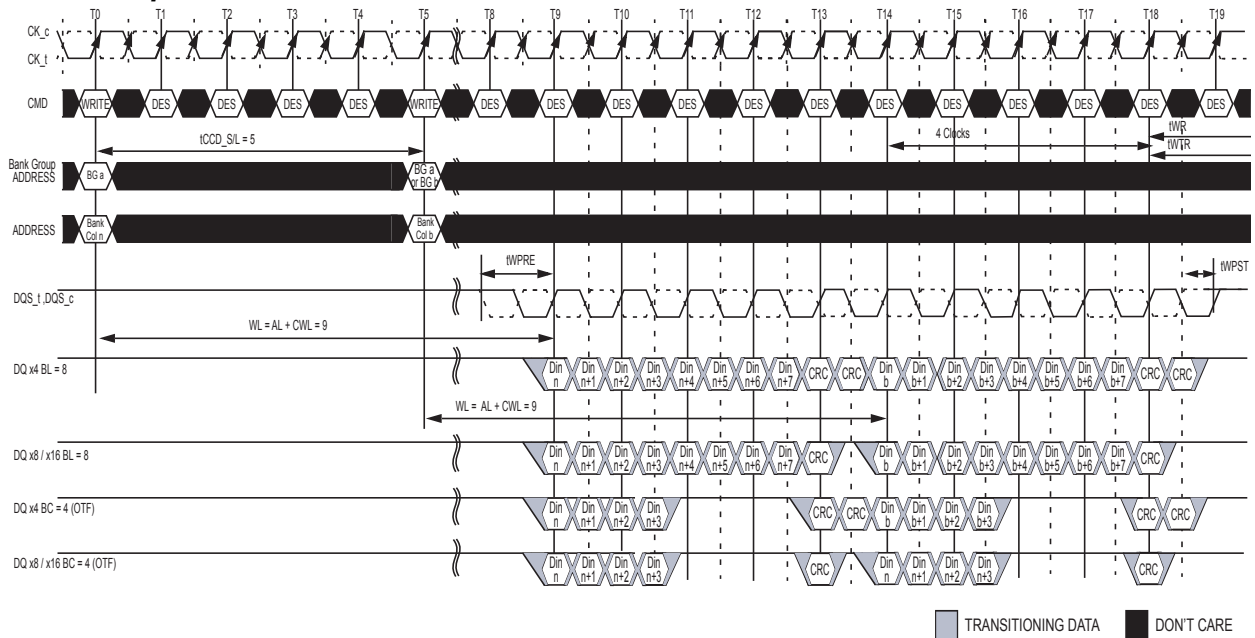 T0 T1 T2 T3 T4 T5 T8 T9 T10 T11 T12 T13 T14 T15 T16 T17 T18 T19
CK_c
CK_t
CMD WRITE DES DES DES DES WRITE DES DES DES DES DES DES DES DES DES DES DES DES
tCCD_S/L = 5
4 Clocks
tWR
tWTR
Bank Group
ADDRESS
BG a
BG a
or BG b
ADDRESS
Bank
Col n
Bank
Col b
tWPRE
tWPST
DQS_t ,DQS_c
WL = AL + CWL = 9
DQ x4 BL = 8
Din n Din n+1 Din n+2 Din n+3 Din n+4 Din n+5 Din n+6 Din n+7 CRC CRC Din b Din b+1 Din b+2 Din b+3 Din b+4 Din b+5 Din b+6 Din b+7 CRC CRC
WL = AL + CWL = 9
DQ x8 / x16 BL = 8
Din n Din n+1 Din n+2 Din n+3 Din n+4 Din n+5 Din n+6 Din n+7 CRC Din b Din b+1 Din b+2 Din b+3 Din b+4 Din b+5 Din b+6 Din b+7 CRC
DQ x4 BC = 4 (OTF)
Din n Din n+1 Din n+2 Din n+3 CRC CRC Din b Din b+1 Din b+2 Din b+3 CRC CRC
DQ x8 / x16 BC = 4 (OTF)
Din n Din n+1 Din n+2 Din n+3 CRC Din n Din n+1 Din n+2 Din n+3 CRC
TRANSITIONING DATA
DON'T CARE